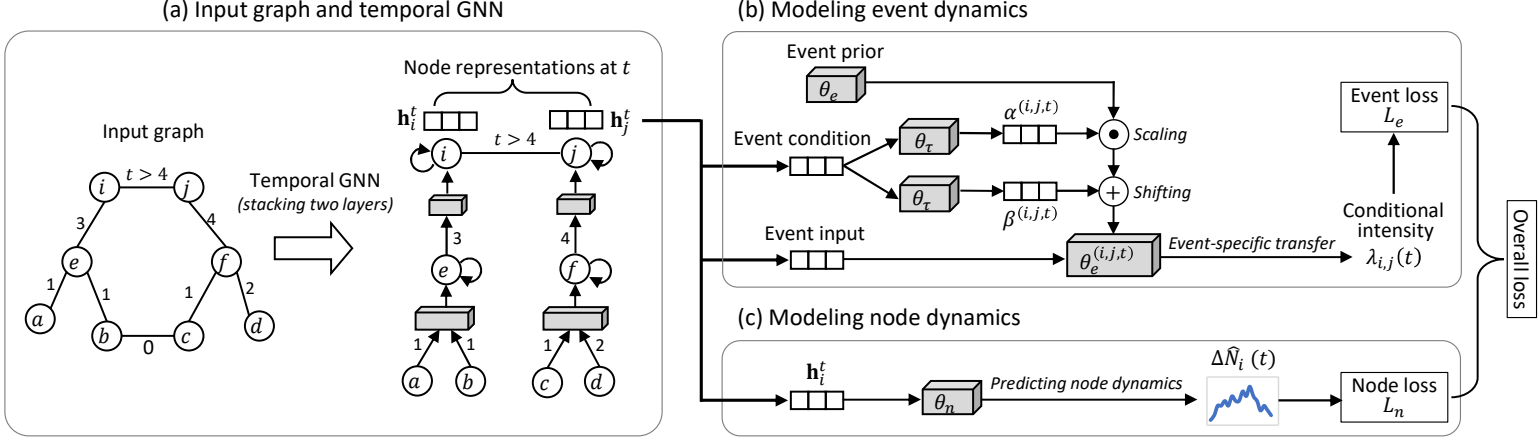 (a) Input graph and temporal GNN
Input graph
t > 4
i
j
3
4
e
f
1
1
1
2
a
b
c
d
0
Temporal GNN
(stacking two layers)
Node representations at t
h_i^t
h_j^t
i
t > 4
j
3
4
e
f
1
1
1
2
a
b
c
d
(b) Modeling event dynamics
Event prior
θ_e
Event condition
θ_τ
α^(i,j,t)
Scaling
θ_τ
β^(i,j,t)
Shifting
Event input
θ_e^(i,j,t)
Event-specific transfer
Conditional
intensity
λ_{i,j}(t)
Event loss
L_e
(c) Modeling node dynamics
h_i^t
θ_n
Predicting node dynamics
ΔN̂_i (t)
Node loss
L_n
Overall loss